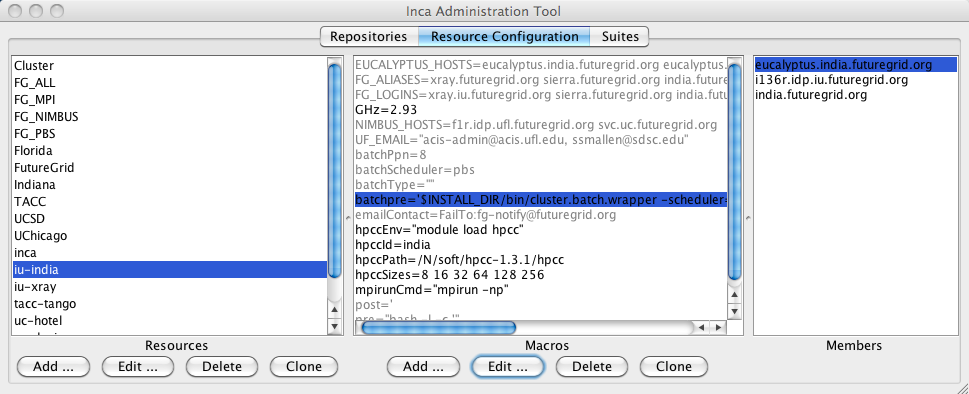 Inca Administration Tool
Repositories Resource Configuration Suites
Cluster
FG_ALL
FG_MPI
FG_NIMBUS
FG_PBS
Florida
FutureGrid
Indiana
TACC
UCSD
UChicago
inca
iu-india
iu-xray
tacc-tango
uc-hotel
EUCALYPTUS_HOSTS=eucalyptus.india.futuregrid.org eucalyptus.
FG_ALIASES=xray.futuregrid.org sierra.futuregrid.org india.future
FG_LOGINS=xray.iu.futuregrid.org sierra.futuregrid.org india.futu
GHz=2.93
NIMBUS_HOSTS=f1r.idp.ufl.futuregrid.org svc.uc.futuregrid.org
UF_EMAIL="acis-admin@acis.ufl.edu, ssmallen@sdsc.edu"
batchPpn=8
batchScheduler=pbs
batchType=""
batchpre='$INSTALL_DIR/bin/cluster.batch.wrapper -scheduler=
emailContact=FailTo:fg-notify@futuregrid.org
hpccEnv="module load hpcc"
hpccId=india
hpccPath=/N/soft/hpcc-1.3.1/hpcc
hpccSizes=8 16 32 64 128 256
mpirunCmd="mpirun -np"
post='
pre="bash -l -c '"
eucalyptus.india.futuregrid.org
i136r.idp.iu.futuregrid.org
india.futuregrid.org
Resources Macros Members
Add ... Edit ... Delete Clone Add ... Edit ... Delete Clone